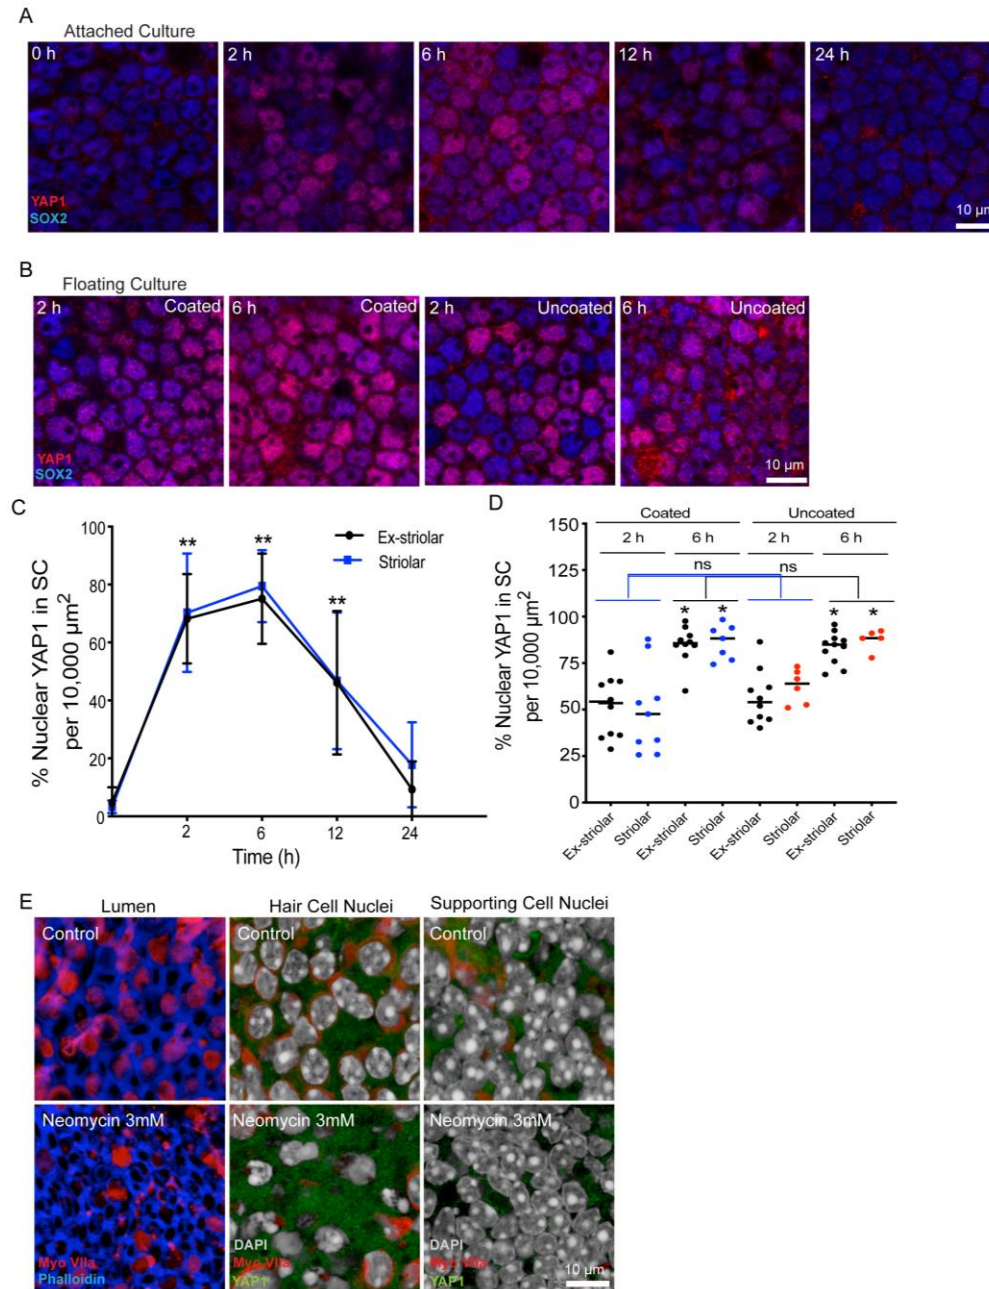 A
Attached Culture
0 h
2 h
6 h
12 h
24 h
YAP1
SOX2
10 µm
B
Floating Culture
2 h Coated
6 h Coated
2 h Uncoated
6 h Uncoated
YAP1
SOX2
10 µm
C
% Nuclear YAP1 in SC
per 10,000 µm²
100
80
60
40
20
0
** ** **
Ex-striolar
Striolar
2 6 12 24
Time (h)
D
% Nuclear YAP1 in SC
per 10,000 µm²
150
125
100
75
50
25
0
Coated Uncoated
2 h 6 h 2 h 6 h
ns ns
* * * *
Ex-striolar Striolar Ex-striolar Striolar Ex-striolar Striolar Ex-striolar Striolar
E
Lumen Hair Cell Nuclei Supporting Cell Nuclei
Control Control Control
Neomycin 3mM Neomycin 3mM Neomycin 3mM
Myo VIIa
Phalloidin
DAPI
Myo VIIa
YAP1
DAPI
Myo VIIa
YAP1
10 µm